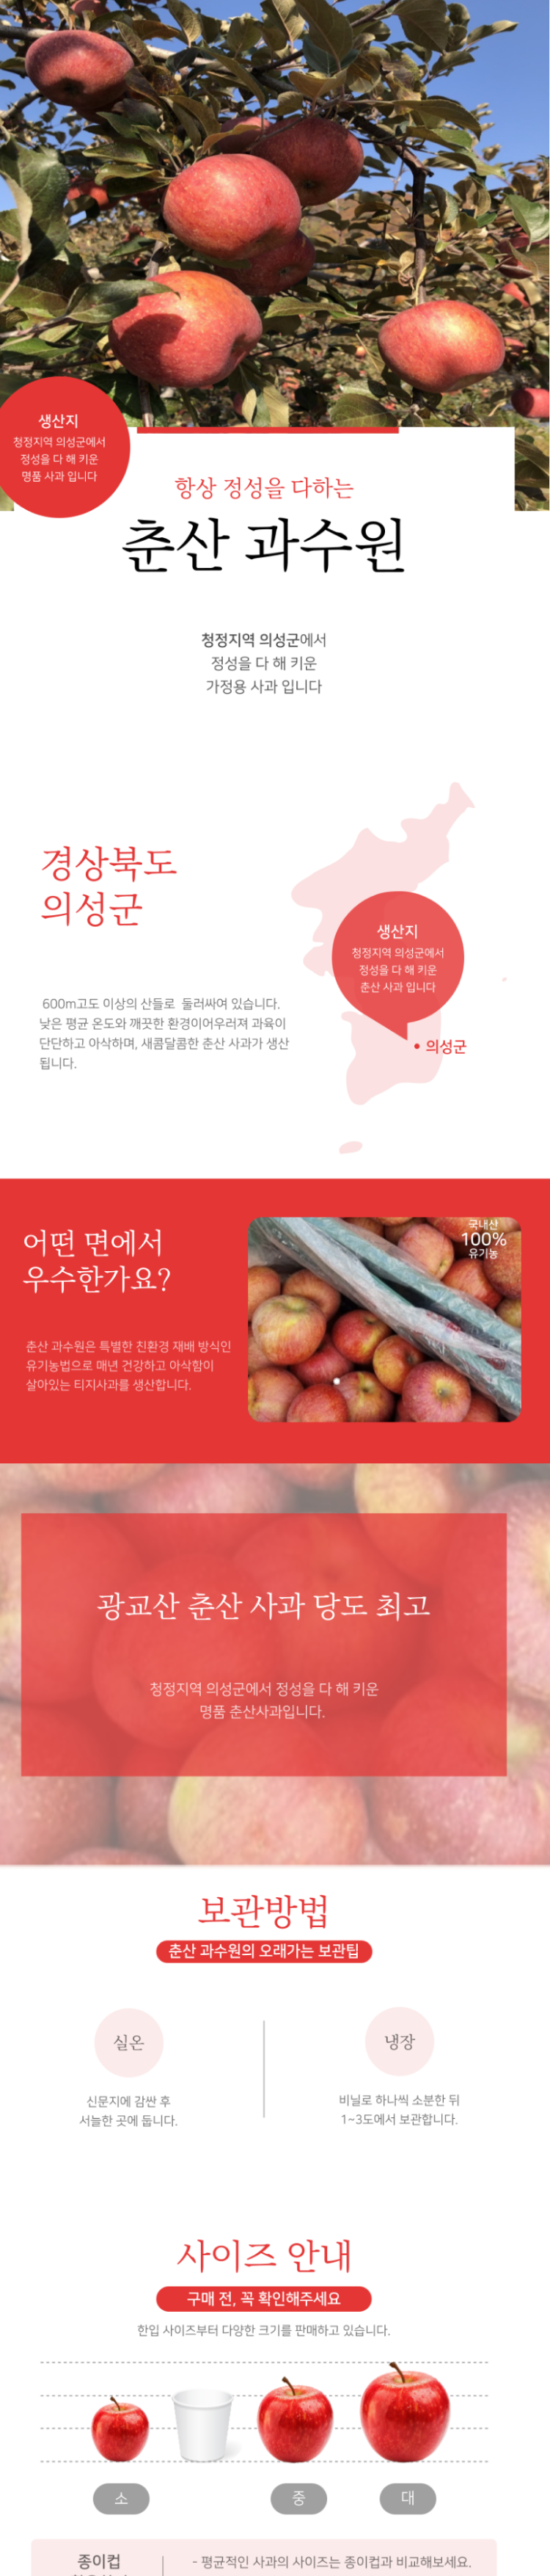 생산지
청정지역 의성군에서
정성을 다 해 키운
명품 사과 입니다
항상 정성을 다하는
춘산 과수원
청정지역 의성군에서
정성을 다 해 키운
가정용 사과 입니다
경상북도
의성군
600m고도 이상의 산들로 둘러싸여 있습니다.
낮은 평균 온도와 깨끗한 환경이어우러져 과육이
단단하고 아삭하며, 새콤달콤한 춘산 사과가 생산
됩니다.
생산지
청정지역 의성군에서
정성을 다 해 키운
춘산 사과 입니다
의성군
어떤 면에서
우수한가요?
춘산 과수원은 특별한 친환경 재배 방식인
유기농법으로 매년 건강하고 아삭함이
살아있는 티지사과를 생산합니다.
국내산
100%
유기농
광교산 춘산 사과 당도 최고
청정지역 의성군에서 정성을 다 해 키운
명품 춘산사과입니다.
보관방법
춘산 과수원의 오래가는 보관팁
실온
신문지에 감싼 후
서늘한 곳에 둡니다.
냉장
비닐로 하나씩 소분한 뒤
1~3도에서 보관합니다.
사이즈 안내
구매 전, 꼭 확인해주세요
한입 사이즈부터 다양한 크기를 판매하고 있습니다.
소
중
대
종이컵
- 평균적인 사과의 사이즈는 종이컵과 비교해보세요.